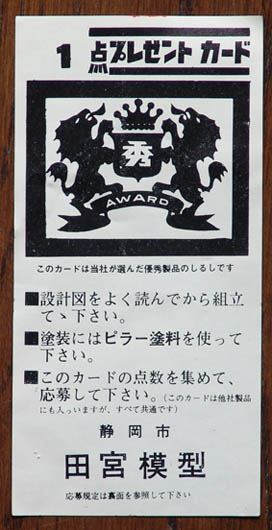 1 点プレゼント カード
秀
AWARD
このカードは当社が選んだ優秀製品のしるしです
■設計図をよく読んでから組立
てゝ下さい。
■塗装にはピラー塗料を使って
下さい。
■このカードの点数を集めて、
応募して下さい。(このカードは他社製品
にも入っいますが、すべて共通です)
静岡市
田宮模型
応募規定は裏面を参照して下さい